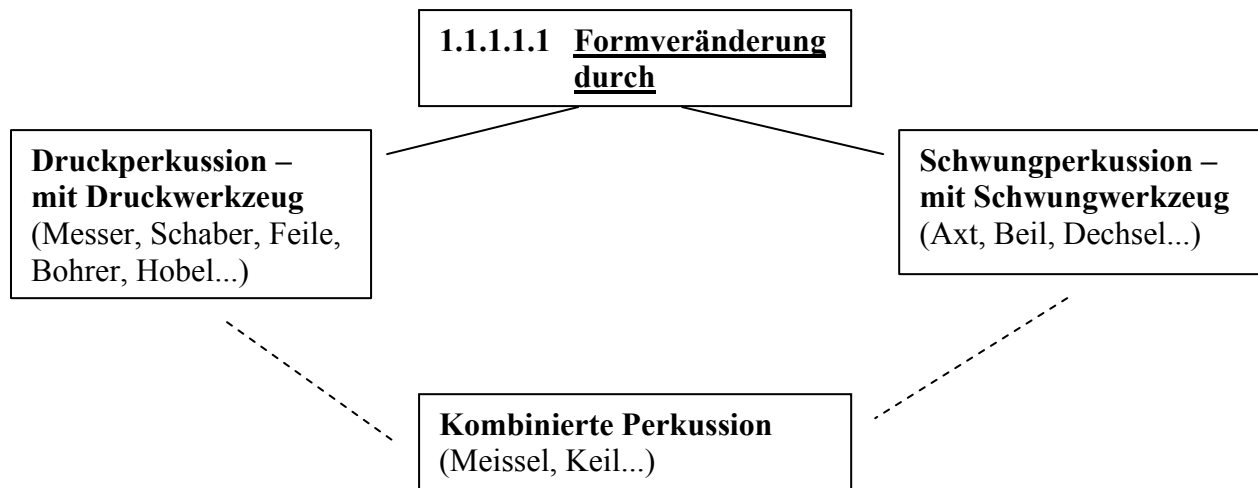 1.1.1.1.1 Formveränderung
durch
Druckperkussion –
mit Druckwerkzeug
(Messer, Schaber, Feile,
Bohrer, Hobel...)
Schwungperkussion –
mit Schwungwerkzeug
(Axt, Beil, Dechsel...)
Kombinierte Perkussion
(Meissel, Keil...)